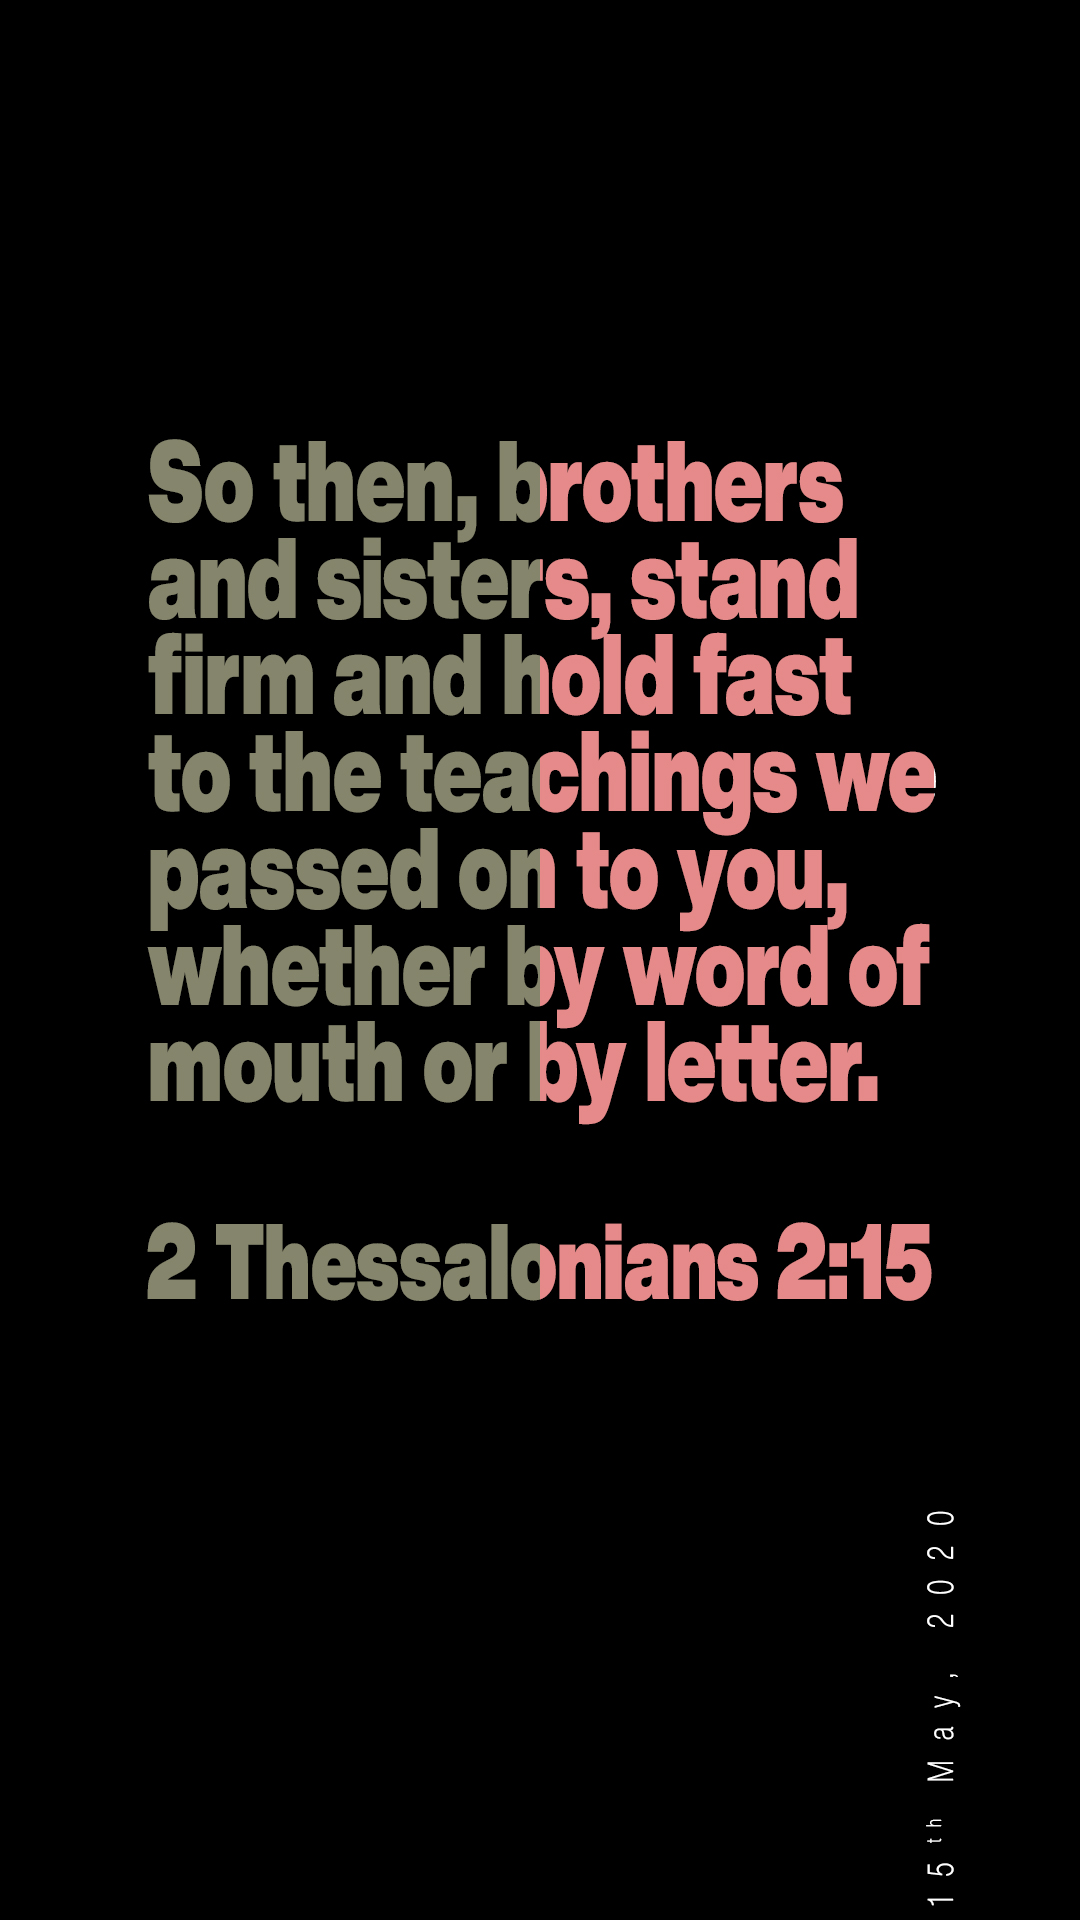 So then, brothers
and sisters, stand
firm and hold fast
to the teachings we
passed on to you,
whether by word of
mouth or by letter.
2 Thessalonians 2:15
15th May, 2020